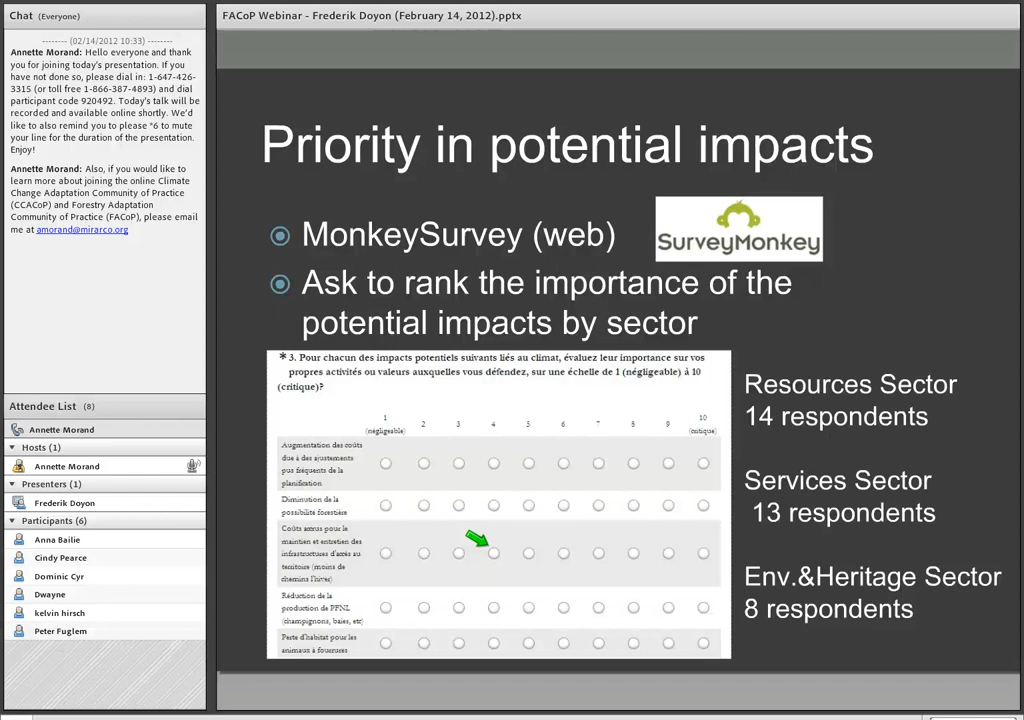 Chat (Everyone)
-------- (02/14/2012 10:33) --------
Annette Morand: Hello everyone and thank
you for joining today's presentation. If you
have not done so, please dial in: 1-647-426-
3315 (or toll free 1-866-387-4893) and dial
participant code 920492. Today's talk will be
recorded and available online shortly. We'd
like to also remind you to please *6 to mute
your line for the duration of the presentation.
Enjoy!
Annette Morand: Also, if you would like to
learn more about joining the online Climate
Change Adaptation Community of Practice
(CCACoP) and Forestry Adaptation
Community of Practice (FACoP), please email
me at amorand@mirarco.org
Attendee List (8)
Annette Morand
Hosts (1)
Annette Morand
Presenters (1)
Frederik Doyon
Participants (6)
Anna Bailie
Cindy Pearce
Dominic Cyr
Dwayne
kelvin hirsch
Peter Fuglem
FACoP Webinar - Frederik Doyon (February 14, 2012).pptx
Priority in potential impacts
MonkeySurvey (web)
SurveyMonkey
Ask to rank the importance of the
potential impacts by sector
* 3. Pour chacun des impacts potentiels suivants liés au climat, évaluez leur importance sur vos
propres activités ou valeurs auxquelles vous défendez, sur une échelle de 1 (négligeable) à 10
(critique)?
1 2 3 4 5 6 7 8 9 10
(négligeable) (critique)
Augmentation des coûts
due à des ajustements
pus fréquents de la
planification
Diminution de la
possibilité forestière
Coûts accrus pour le
maintien et entretien des
infrastructures d'accès au
territoire (moins de
chemins l'hiver)
Réduction de la
production de PFNL
(champignons, baies, etc)
Perte d'habitat pour les
animaux à fourrures
Resources Sector
14 respondents
Services Sector
13 respondents
Env.&Heritage Sector
8 respondents